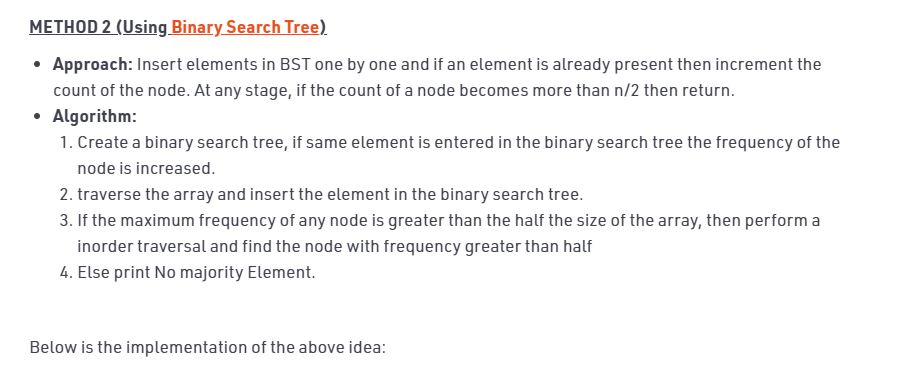 METHOD 2 (Using Binary Search Tree)
• Approach: Insert elements in BST one by one and if an element is already present then increment the
count of the node. At any stage, if the count of a node becomes more than n/2 then return.
• Algorithm:
1. Create a binary search tree, if same element is entered in the binary search tree the frequency of the
node is increased.
2. traverse the array and insert the element in the binary search tree.
3. If the maximum frequency of any node is greater than the half the size of the array, then perform a
inorder traversal and find the node with frequency greater than half
4. Else print No majority Element.
Below is the implementation of the above idea: